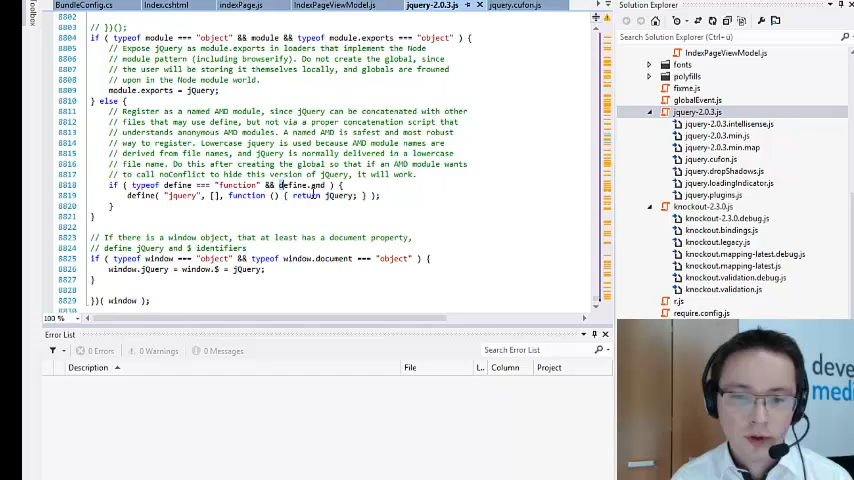 BundleConfig.cs
Index.cshtml
indexPage.js
IndexPageViewModel.js
jquery-2.0.3.js
jquery.cufon.js
Solution Explorer
Toolbox
Search Solution Explorer (Ctrl+ü)
8802
8803 // })();
8804 if ( typeof module === "object" && module && typeof module.exports === "object" ) {
8805 // Expose jQuery as module.exports in loaders that implement the Node
8806 // module pattern (including browserify). Do not create the global, since
8807 // the user will be storing it themselves locally, and globals are frowned
8808 // upon in the Node module world.
8809 module.exports = jQuery;
8810 } else {
8811 // Register as a named AMD module, since jQuery can be concatenated with other
8812 // files that may use define, but not via a proper concatenation script that
8813 // understands anonymous AMD modules. A named AMD is safest and most robust
8814 // way to register. Lowercase jquery is used because AMD module names are
8815 // derived from file names, and jQuery is normally delivered in a lowercase
8816 // file name. Do this after creating the global so that if an AMD module wants
8817 // to call noConflict to hide this version of jQuery, it will work.
8818 if ( typeof define === "function" && define.amd ) {
8819 define( "jquery", [], function () { return jQuery; } );
8820 }
8821 }
8822
8823 // If there is a window object, that at least has a document property,
8824 // define jQuery and $ identifiers
8825 if ( typeof window === "object" && typeof window.document === "object" ) {
8826 window.jQuery = window.$ = jQuery;
8827 }
8828
8829 })( window );
8830
100 %
IndexPageViewModel.js
fonts
polyfills
fixme.js
globalEvent.js
jquery-2.0.3.js
jquery-2.0.3.intellisense.js
jquery-2.0.3.min.js
jquery-2.0.3.min.map
jquery.cufon.js
jquery.dropShadows.js
jquery.loadingIndicator.js
jquery.plugins.js
knockout-2.3.0.js
knockout-2.3.0.debug.js
knockout.bindings.js
knockout.legacy.js
knockout.mapping-latest.debug.js
knockout.mapping-latest.js
knockout.validation.debug.js
knockout.validation.js
r.js
require.config.js
Error List
0 Errors
0 Warnings
0 Messages
Search Error List
Description
File
L..
Column
Project
deve
medi